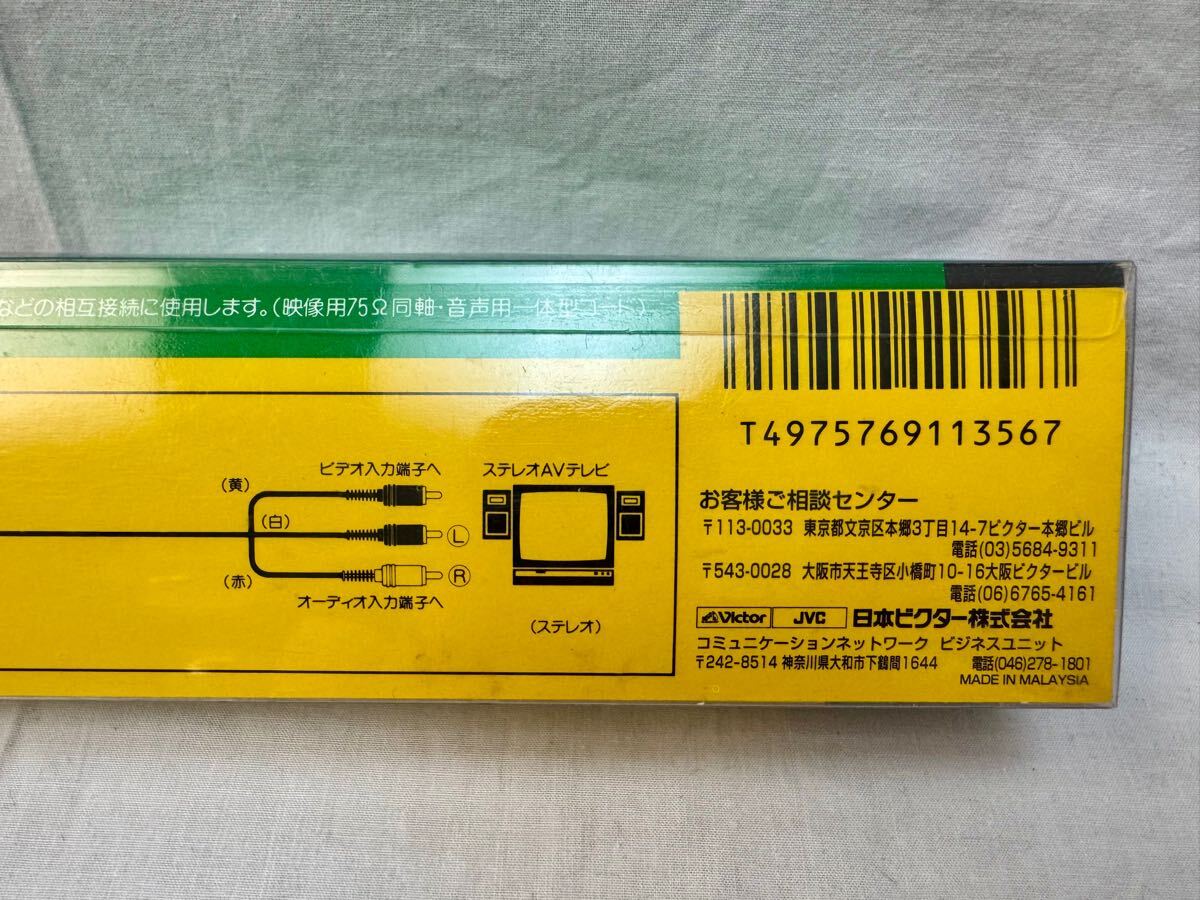 などの相互接続に使用します。(映像用75Ω同軸・音声用一体型コード)
T4975769113567
ビデオ入力端子へ
ステレオAVテレビ
(黄)
(白)
L
(赤)
R
オーディオ入力端子へ
(ステレオ)
お客様ご相談センター
〒113-0033 東京都文京区本郷3丁目14-7ビクター本郷ビル
電話(03)5684-9311
〒543-0028 大阪市天王寺区小橋町10-16大阪ビクタービル
電話(06)6765-4161
Victor JVC 日本ビクター株式会社
コミュニケーションネットワーク ビジネスユニット
〒242-8514 神奈川県大和市下鶴間1644 電話(046)278-1801
MADE IN MALAYSIA